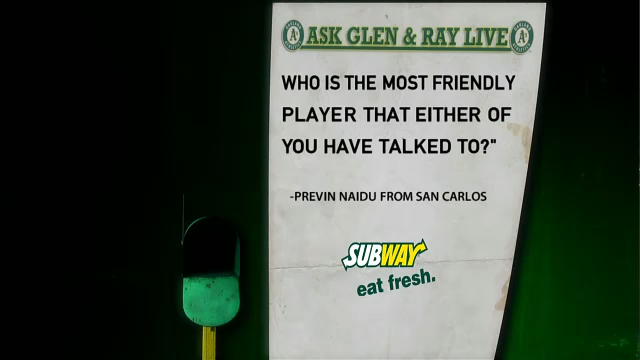 ASK GLEN & RAY LIVE
WHO IS THE MOST FRIENDLY
PLAYER THAT EITHER OF
YOU HAVE TALKED TO?"
-PREVIN NAIDU FROM SAN CARLOS
SUBWAY
eat fresh.